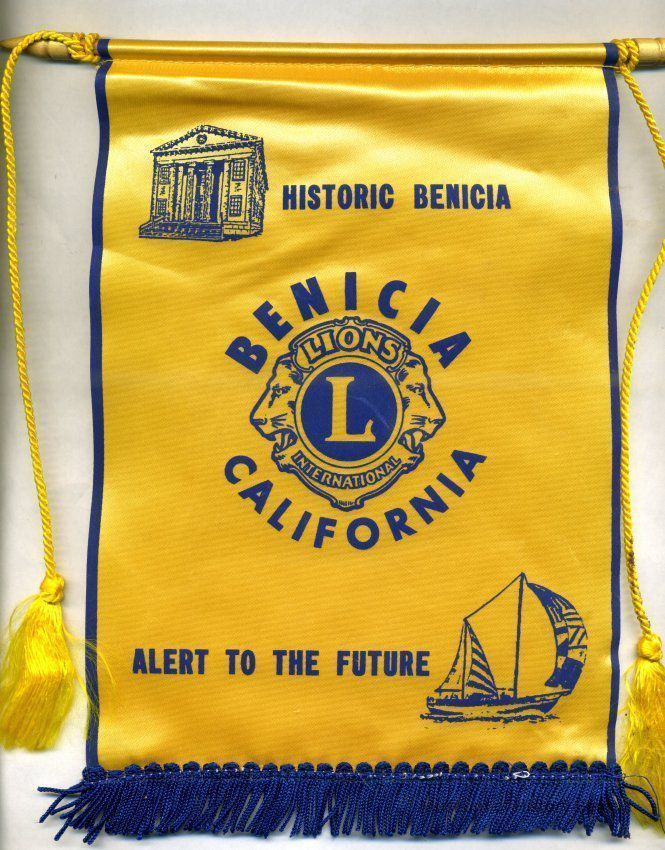 HISTORIC BENICIA
BENICIA
LIONS
L
INTERNATIONAL
CALIFORNIA
ALERT TO THE FUTURE